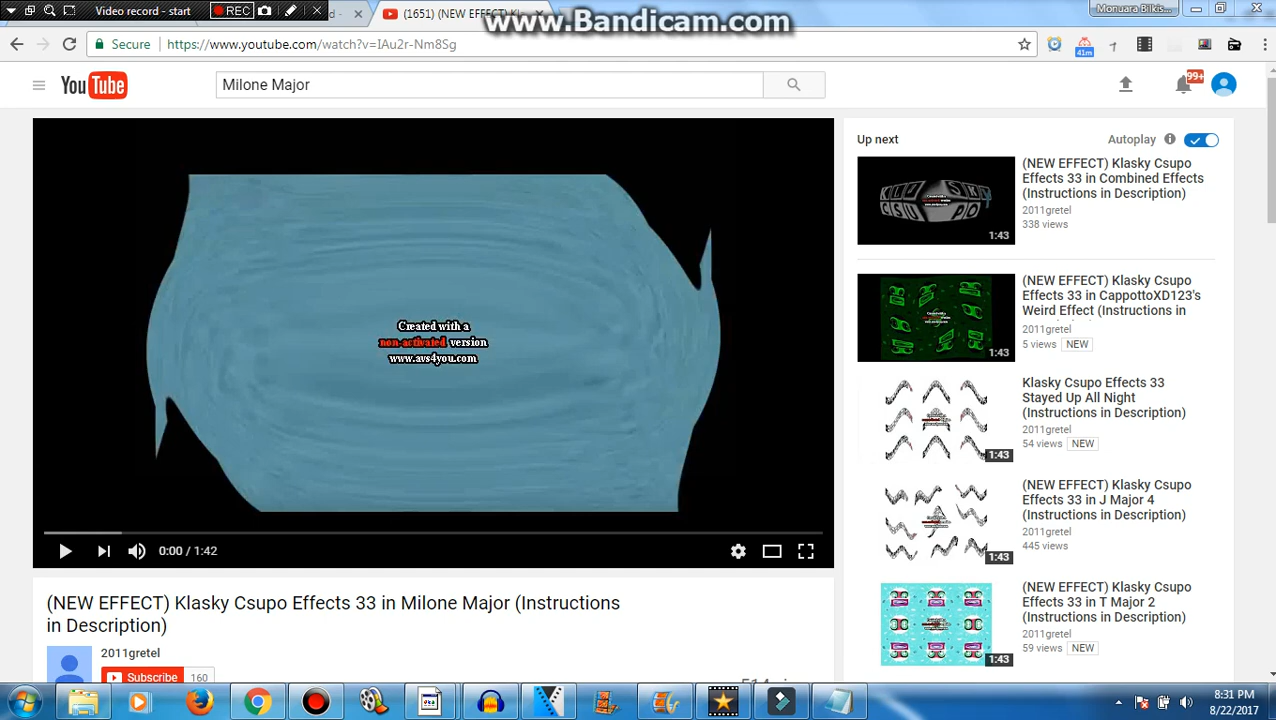 Video record - start
REC
www.Bandicam.com
Monuara Bilkis...
(1651) (NEW EFFECT) Kl
Secure
https://www.youtube.com/watch?v=IAu2r-Nm8Sg
41m
YouTube
Milone Major
99+
Created with a
non-activated version
www.avs4you.com
0:00 / 1:42
(NEW EFFECT) Klasky Csupo Effects 33 in Milone Major (Instructions
in Description)
2011gretel
Subscribe 160
Up next
Autoplay
KLA SKY
CSU PO
1:43
(NEW EFFECT) Klasky Csupo
Effects 33 in Combined Effects
(Instructions in Description)
2011gretel
338 views
1:43
(NEW EFFECT) Klasky Csupo
Effects 33 in CappottoXD123's
Weird Effect (Instructions in
2011gretel
5 views NEW
1:43
Klasky Csupo Effects 33
Stayed Up All Night
(Instructions in Description)
2011gretel
54 views NEW
1:43
(NEW EFFECT) Klasky Csupo
Effects 33 in J Major 4
(Instructions in Description)
2011gretel
445 views
1:43
(NEW EFFECT) Klasky Csupo
Effects 33 in T Major 2
(Instructions in Description)
2011gretel
59 views NEW
8:31 PM
8/22/2017